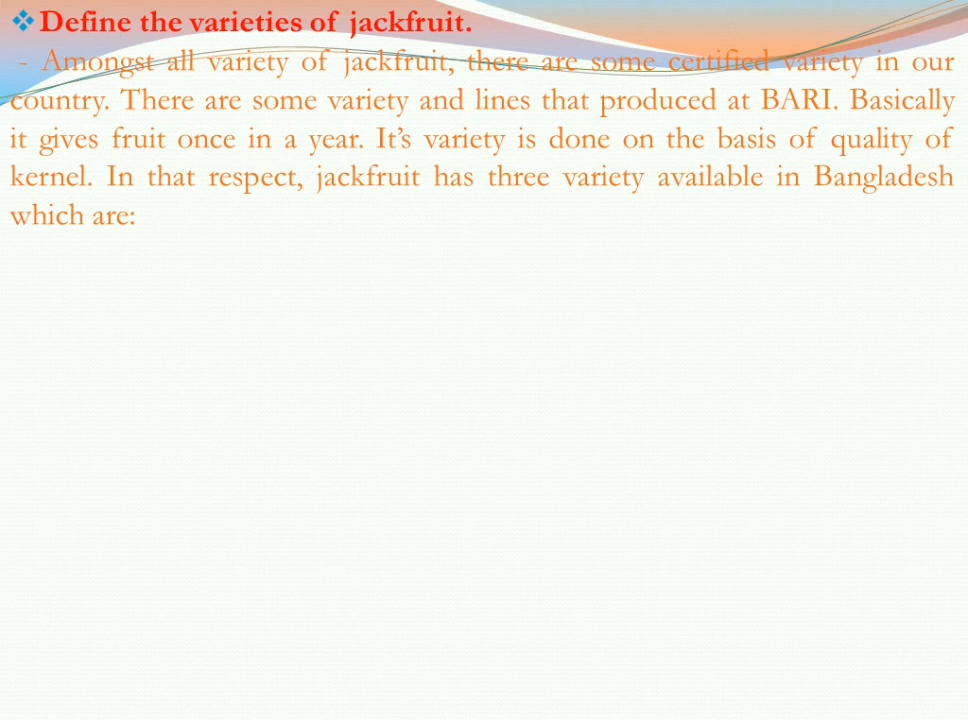 ❖Define the varieties of jackfruit.
- Amongst all variety of jackfruit, there are some certified variety in our
country. There are some variety and lines that produced at BARI. Basically
it gives fruit once in a year. It’s variety is done on the basis of quality of
kernel. In that respect, jackfruit has three variety available in Bangladesh
which are: